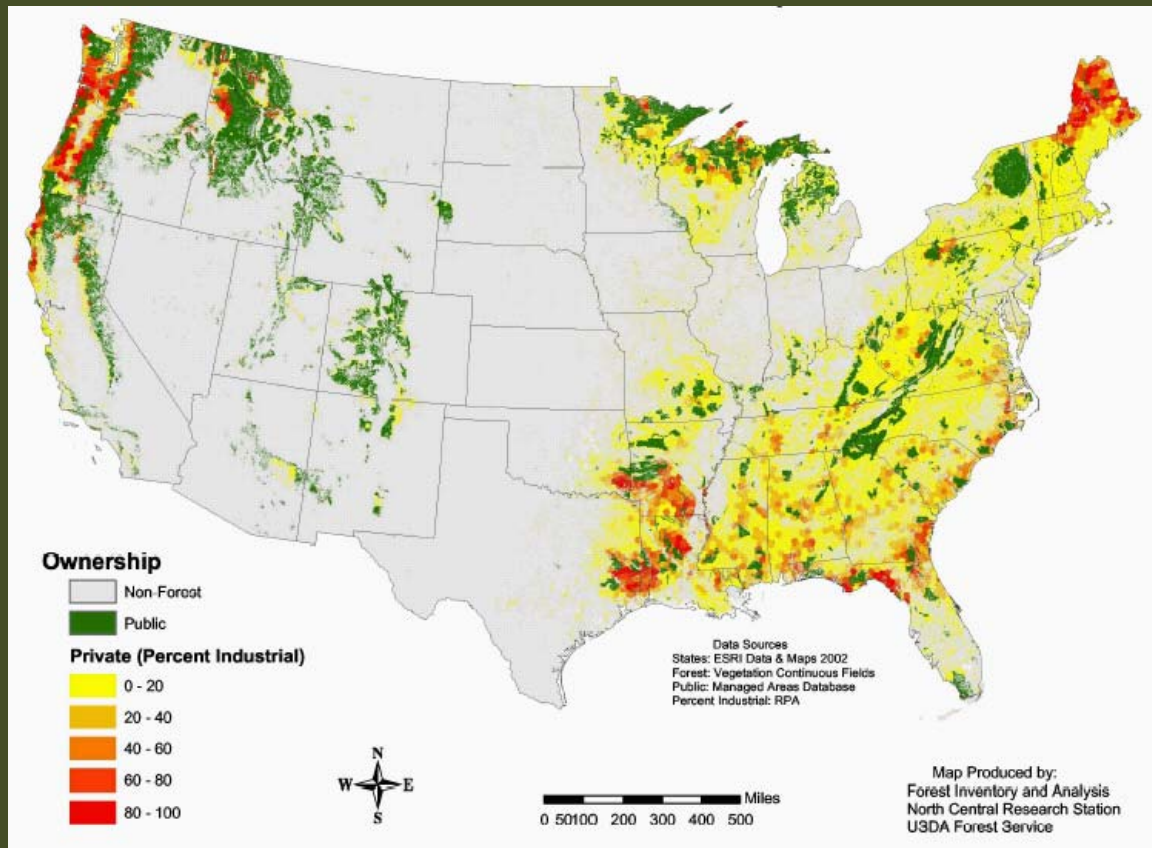 Ownership
Non-Forest
Public
Private (Percent Industrial)
0 - 20
20 - 40
40 - 60
60 - 80
80 - 100
N
W E
S
Miles
0 50100 200 300 400 500
Data Sources
States: ESRI Data & Maps 2002
Forest: Vegetation Continuous Fields
Public: Managed Areas Database
Percent Industrial: RPA
Map Produced by:
Forest Inventory and Analysis
North Central Research Station
USDA Forest Service